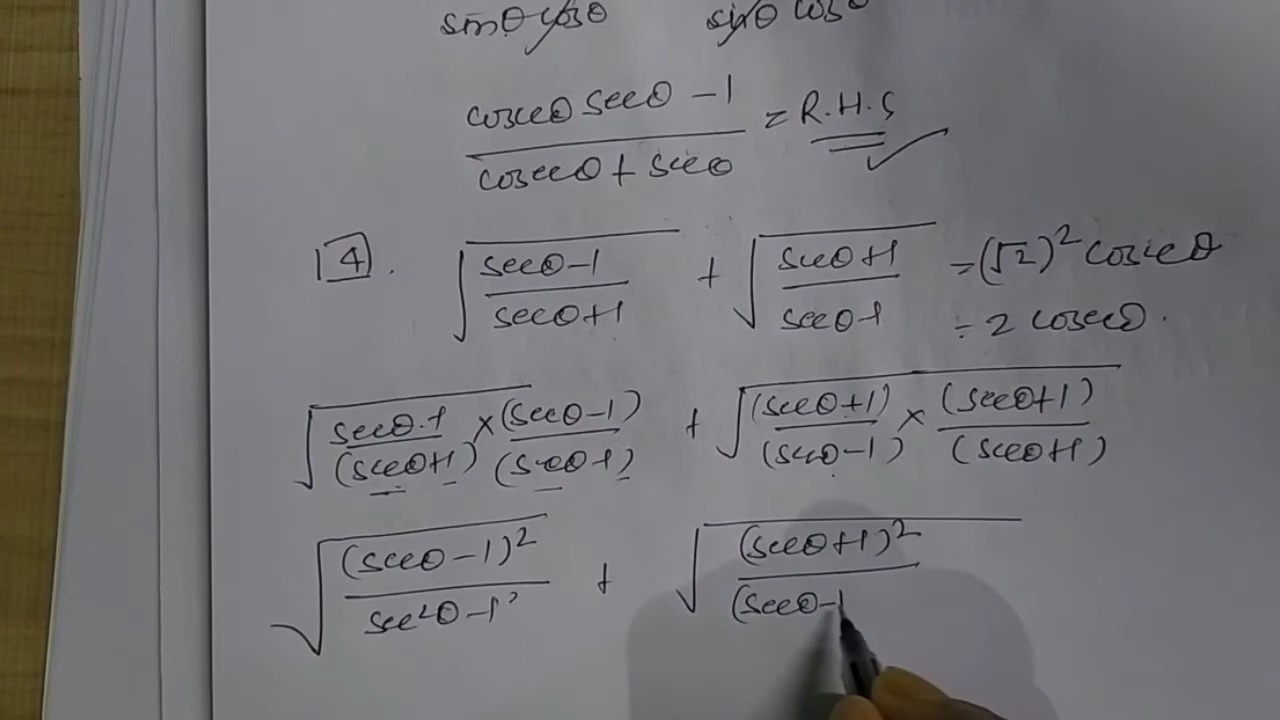 sinθ cosθ sinθ cosθ
cosecθ secθ - 1 = R.H.S
cosecθ + secθ
4. √ secθ-1 + √ secθ+1 = (√2)² cosecθ
secθ+1 secθ-1 = 2 cosecθ.
√ secθ-1 × (secθ-1) + √ (secθ+1) × (secθ+1)
(secθ+1) (secθ-1) (secθ-1) (secθ+1)
√ (secθ-1)² + √ (secθ+1)²
sec²θ-1² (secθ-1